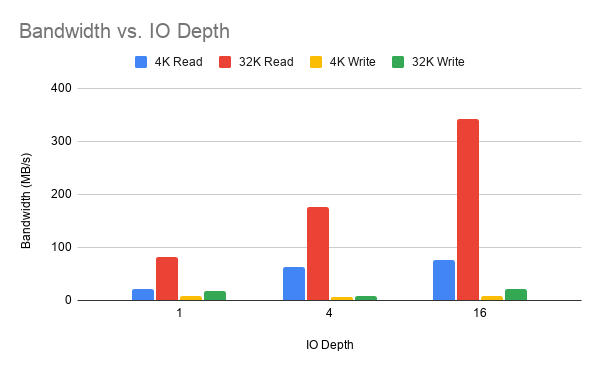 Bandwidth vs. IO Depth
4K Read 32K Read 4K Write 32K Write
400
300
200
100
0
Bandwidth (MB/s)
1 4 16
IO Depth